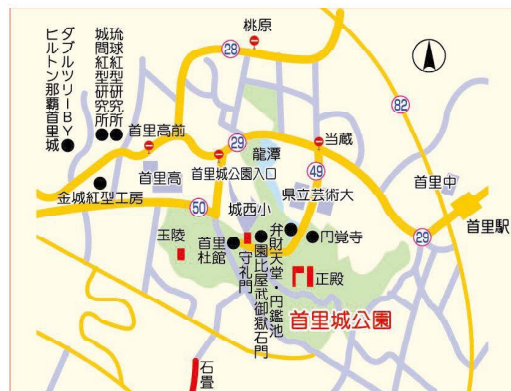 桃原
28
82
ダブルツリーBY
ヒルトン那覇首里城
琉球紅型研究所
城間紅型研究所
首里高前
29
龍潭
当蔵
首里高
首里城公園入口
49
首里中
金城紅型工房
県立芸術大
50
城西小
首里駅
29
玉陵
首里
杜館
守礼門
園比屋武御嶽石門
弁財天堂・円鑑池
円覚寺
正殿
首里城公園
石畳